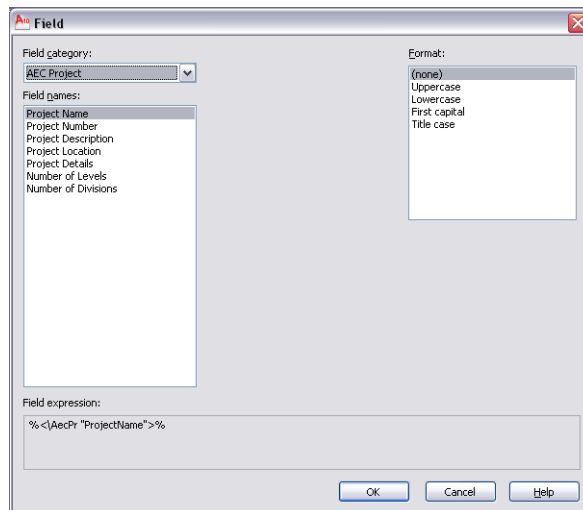 Field
Field category:
AEC Project
Field names:
Project Name
Project Number
Project Description
Project Location
Project Details
Number of Levels
Number of Divisions
Format:
(none)
Uppercase
Lowercase
First capital
Title case
Field expression:
%<\AecPr "ProjectName">%
OK
Cancel
Help